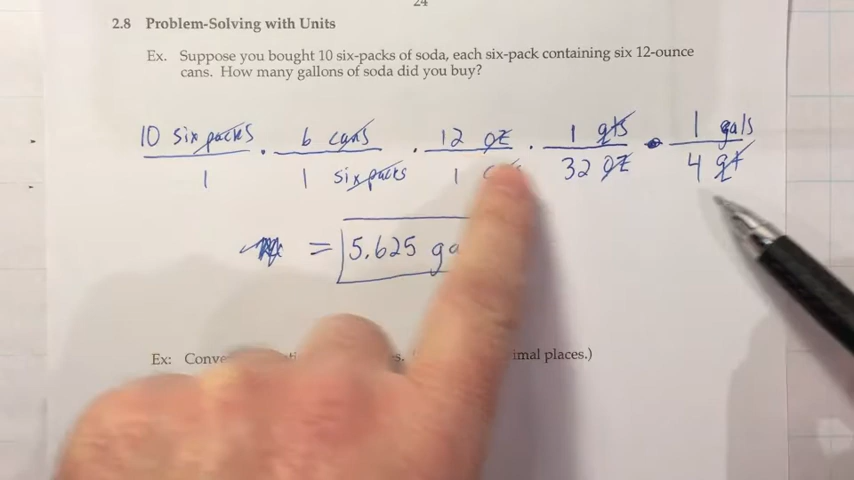 24
2.8 Problem-Solving with Units
Ex. Suppose you bought 10 six-packs of soda, each six-pack containing six 12-ounce
cans. How many gallons of soda did you buy?
10 six packs / 1 · 6 cans / 1 six packs · 12 oz / 1 · 1 qts / 32 oz · 1 gals / 4 qt
= 5.625 ga
Ex: Conve imal places.)